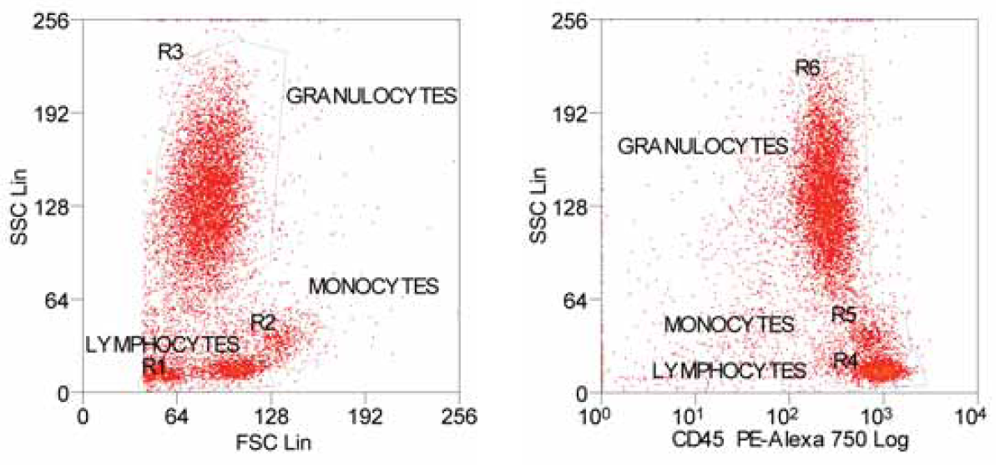 256
R3
GRANULOCYTES
192
SSC Lin
128
MONOCYTES
64
R2
LYMPHOCYTES
R1
0
0 64 128 192 256
FSC Lin
256
R6
192
GRANULOCYTES
SSC Lin
128
64
R5
MONOCYTES
R4
LYMPHOCYTES
0
10⁰ 10¹ 10² 10³ 10⁴
CD45 PE-Alexa 750 Log